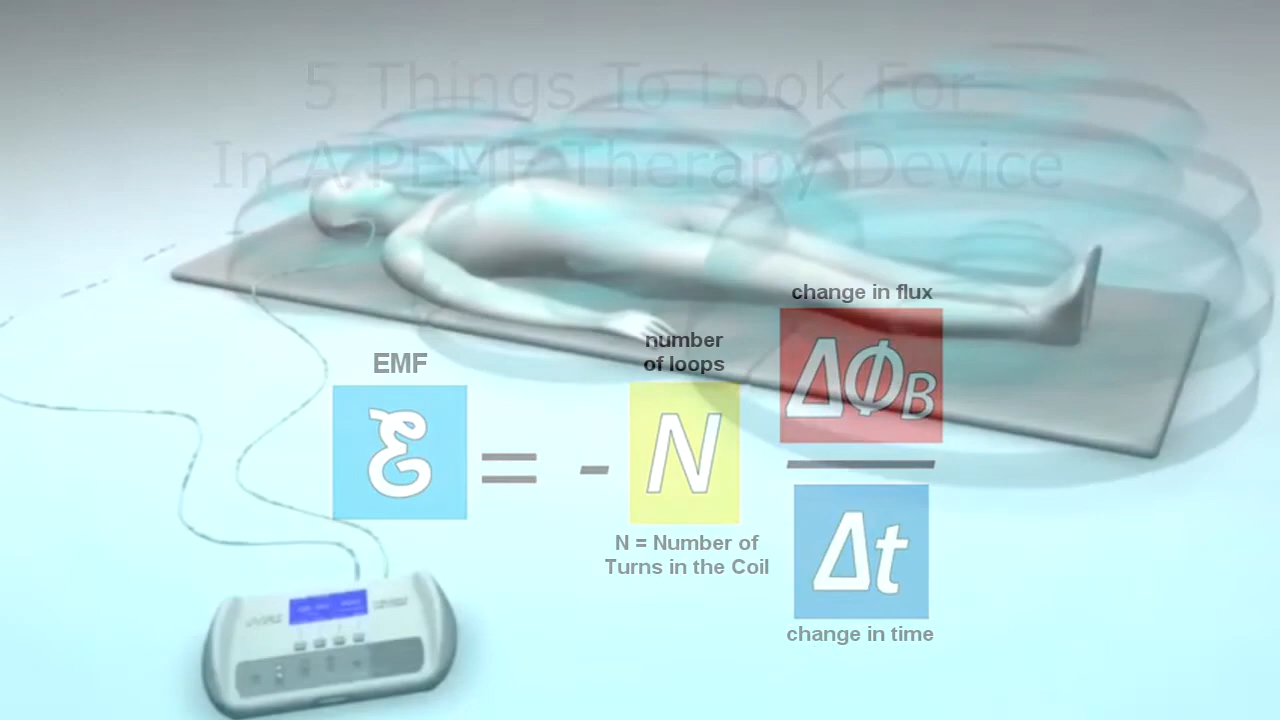 5 Things To Look For
In A PEMF Therapy Device
change in flux
number
of loops
EMF
ΔΦB
ℰ = - N
Δt
N = Number of
Turns in the Coil
change in time